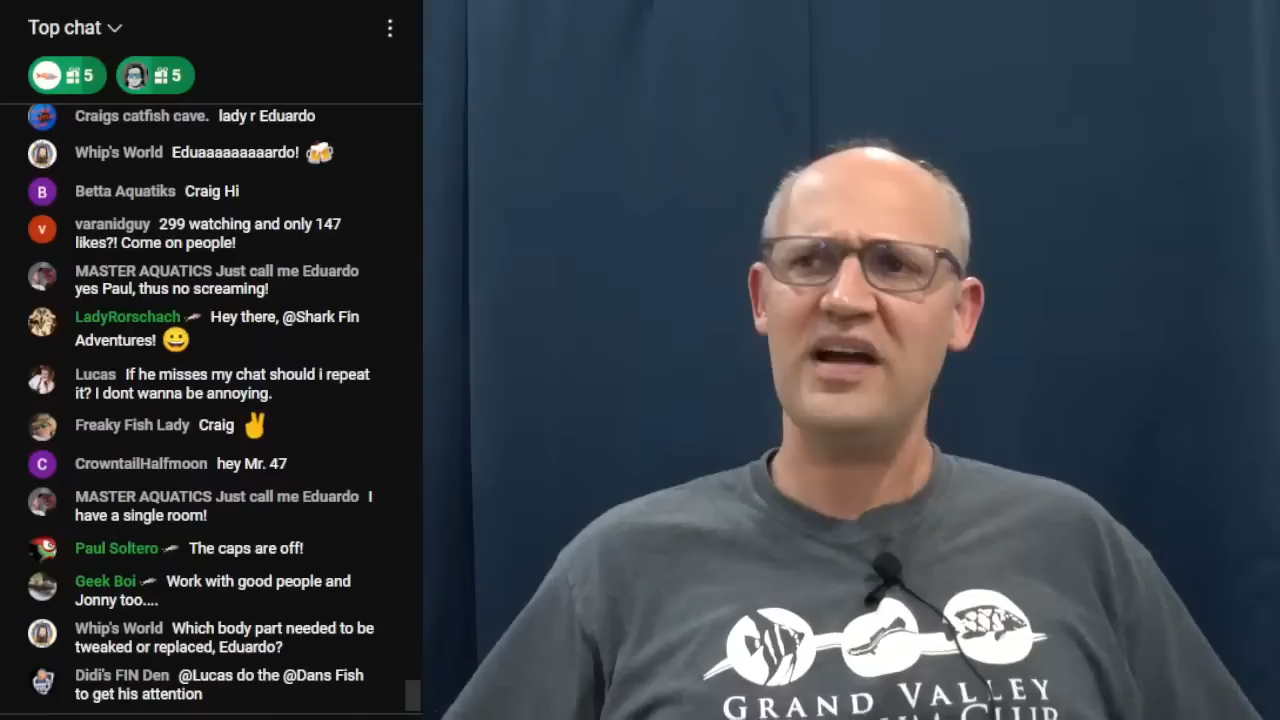 Top chat
5
5
Craigs catfish cave. lady r Eduardo
Whip's World Eduaaaaaaaaardo!
B
Betta Aquatiks Craig Hi
v
varanidguy 299 watching and only 147
likes?! Come on people!
MASTER AQUATICS Just call me Eduardo
yes Paul, thus no screaming!
LadyRorschach Hey there, @Shark Fin
Adventures!
Lucas If he misses my chat should i repeat
it? I dont wanna be annoying.
Freaky Fish Lady Craig
C
CrowntailHalfmoon hey Mr. 47
MASTER AQUATICS Just call me Eduardo I
have a single room!
Paul Soltero The caps are off!
Geek Boi Work with good people and
Jonny too....
Whip's World Which body part needed to be
tweaked or replaced, Eduardo?
Didi's FIN Den @Lucas do the @Dans Fish
to get his attention
GRAND VALLEY
CLUB